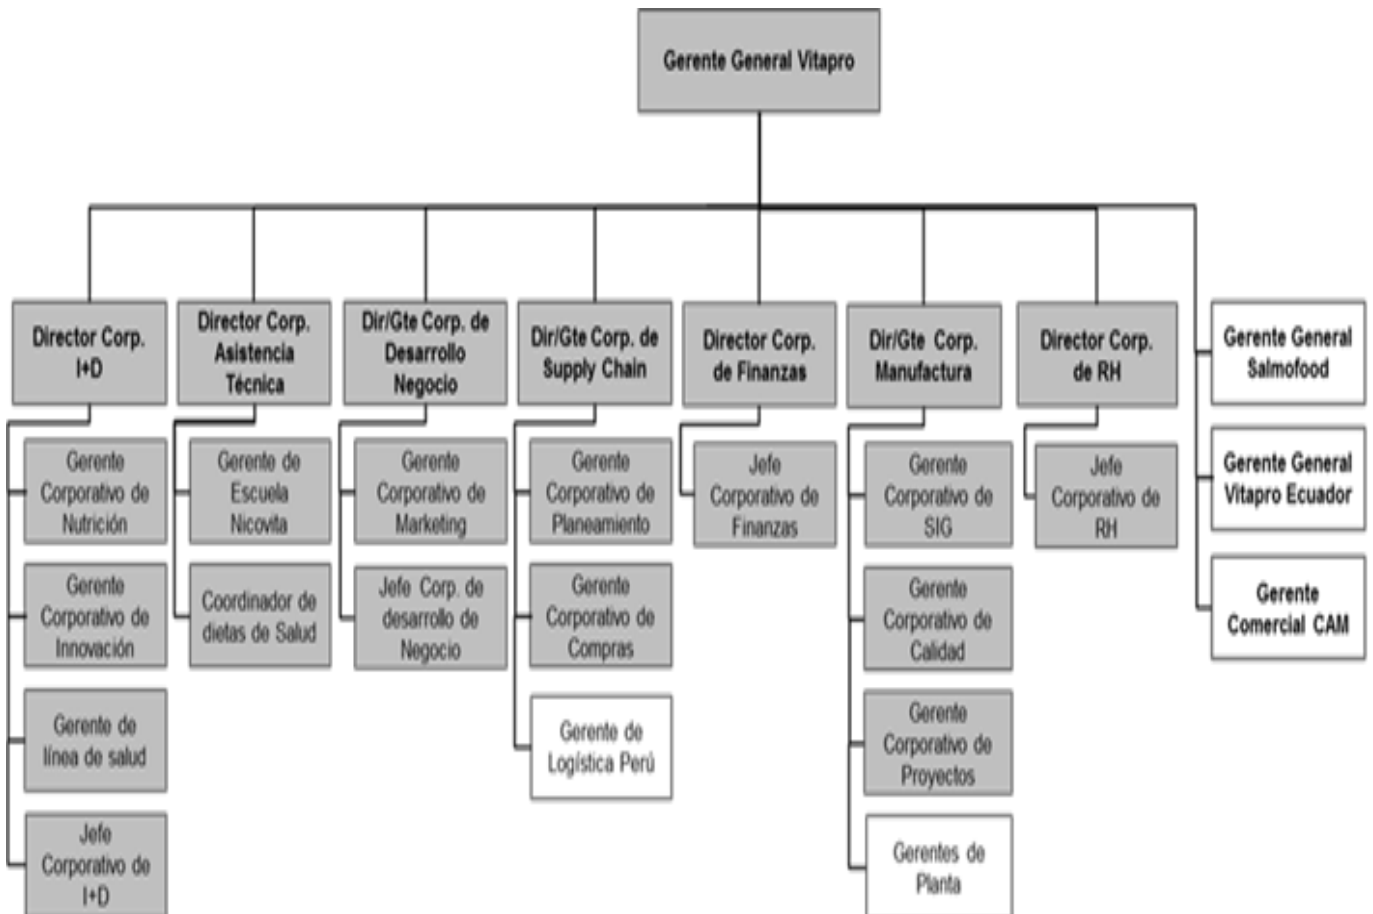 Gerente General Vitapro
Director Corp.
I+D
Gerente
Corporativo de
Nutrición
Gerente
Corporativo de
Innovación
Gerente de
línea de salud
Jefe
Corporativo de
I+D
Director Corp.
Asistencia
Técnica
Gerente de
Escuela
Nicovita
Coordinador de
dietas de Salud
Dir/Gte Corp. de
Desarrollo
Negocio
Gerente
Corporativo de
Marketing
Jefe Corp. de
desarrollo de
Negocio
Dir/Gte Corp. de
Supply Chain
Gerente
Corporativo de
Planeamiento
Gerente
Corporativo de
Compras
Gerente de
Logística Perú
Director Corp.
de Finanzas
Jefe
Corporativo de
Finanzas
Dir/Gte Corp.
Manufactura
Gerente
Corporativo de
SIG
Gerente
Corporativo de
Calidad
Gerente
Corporativo de
Proyectos
Gerentes de
Planta
Director Corp.
de RH
Jefe
Corporativo de
RH
Gerente General
Salmofood
Gerente General
Vitapro Ecuador
Gerente
Comercial CAM